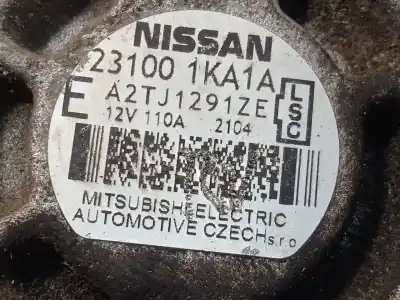 NISSAN
23100 1KA1A
E A2TJ1291ZE LSC
12V 110A 2104
MITSUBISHI ELECTRIC
AUTOMOTIVE CZECH s.r.o